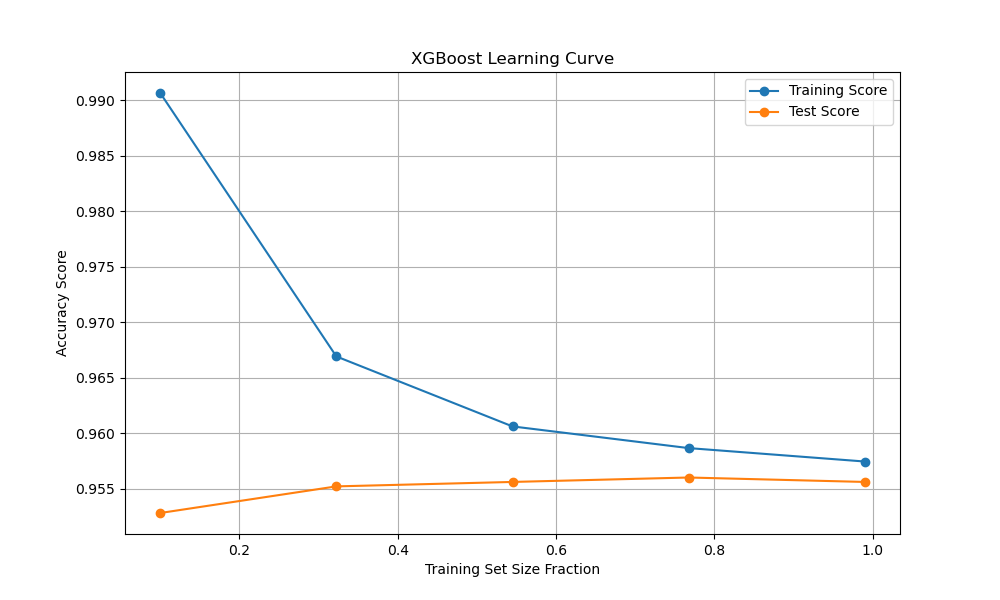 XGBoost Learning Curve
Training Score
Test Score
Accuracy Score
0.990
0.985
0.980
0.975
0.970
0.965
0.960
0.955
0.2
0.4
0.6
0.8
1.0
Training Set Size Fraction